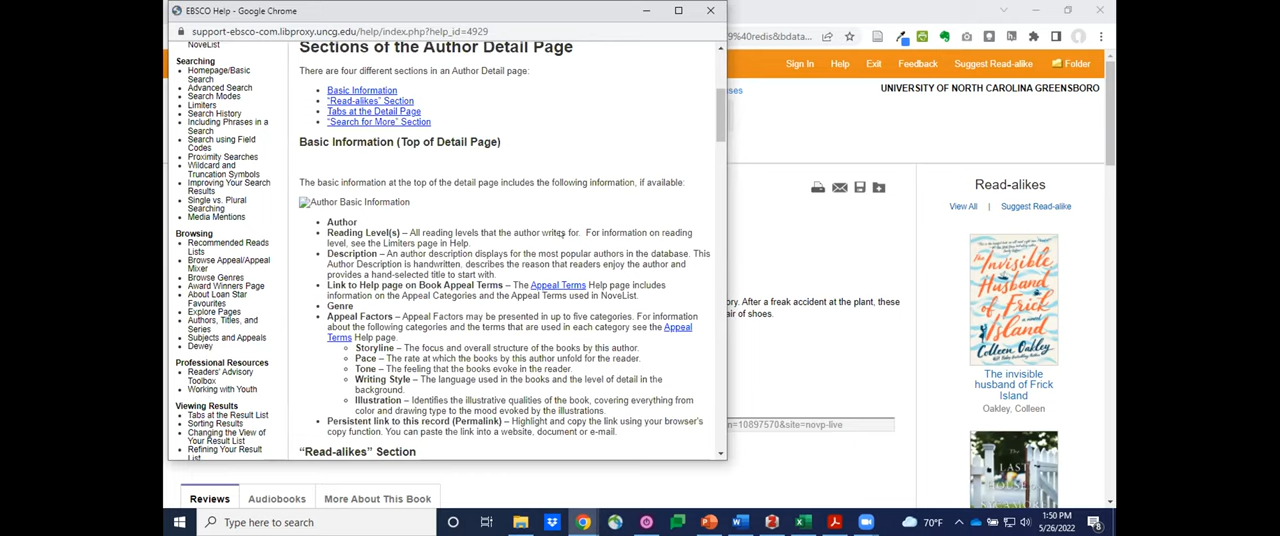 EBSCO Help - Google Chrome
support-ebsco-com.libproxy.uncg.edu/help/index.php?help_id=4929
NoveList
Searching
Homepage/Basic
Search
Advanced Search
Search Modes
Limiters
Search History
Including Phrases in a
Search
Search using Field
Codes
Proximity Searches
Wildcard and
Truncation Symbols
Improving Your Search
Results
Single vs. Plural
Searching
Media Mentions
Browsing
Recommended Reads
Lists
Browse Appeal/Appeal
Mixer
Browse Genres
Award Winners Page
About Loan Star
Favourites
Explore Pages
Authors, Titles, and
Series
Subjects and Appeals
Dewey
Professional Resources
Readers' Advisory
Toolbox
Working with Youth
Viewing Results
Tabs at the Result List
Sorting Results
Changing the View of
Your Result List
Refining Your Result
List
Sections of the Author Detail Page
There are four different sections in an Author Detail page:
Basic Information
"Read-alikes" Section
Tabs at the Detail Page
"Search for More" Section
Basic Information (Top of Detail Page)
The basic information at the top of the detail page includes the following information, if available:
Author Basic Information
Author
Reading Level(s) – All reading levels that the author writes for. For information on reading
level, see the Limiters page in Help.
Description – An author description displays for the most popular authors in the database. This
Author Description is handwritten, describes the reason that readers enjoy the author and
provides a hand-selected title to start with.
Link to Help page on Book Appeal Terms – The Appeal Terms Help page includes
information on the Appeal Categories and the Appeal Terms used in NoveList.
Genre
Appeal Factors – Appeal Factors may be presented in up to five categories. For information
about the following categories and the terms that are used in each category see the Appeal
Terms Help page.
Storyline – The focus and overall structure of the books by this author.
Pace – The rate at which the books by this author unfold for the reader.
Tone – The feeling that the books evoke in the reader.
Writing Style – The language used in the books and the level of detail in the
background.
Illustration – Identifies the illustrative qualities of the book, covering everything from
color and drawing type to the mood evoked by the illustrations.
Persistent link to this record (Permalink) – Highlight and copy the link using your browser's
copy function. You can paste the link into a website, document or e-mail.
"Read-alikes" Section
%40redis&bdata...
Sign In Help Exit Feedback Suggest Read-alike Folder
UNIVERSITY OF NORTH CAROLINA GREENSBORO
ory. After a freak accident at the plant, these
air of shoes.
n=10897570&site=novp-live
Read-alikes
View All | Suggest Read-alike
The
Invisible
Husband of
Frick
Island
a novel
Colleen
Oakley
The invisible
husband of Frick
Island
Oakley, Colleen
THE
LAST
Reviews Audiobooks More About This Book
Type here to search
70°F
1:50 PM
5/26/2022
8